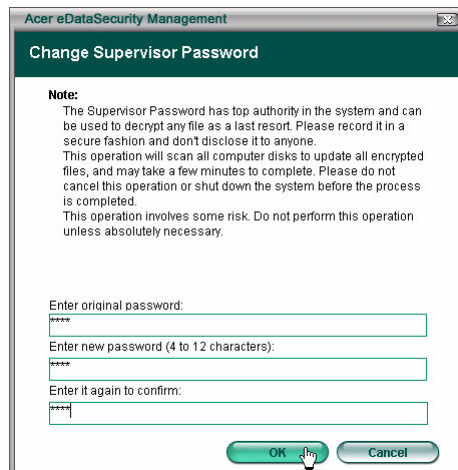 Acer eDataSecurity Management
Change Supervisor Password
Note:
The Supervisor Password has top authority in the system and can
be used to decrypt any file as a last resort. Please record it in a
secure fashion and don't disclose it to anyone.
This operation will scan all computer disks to update all encrypted
files, and may take a few minutes to complete. Please do not
cancel this operation or shut down the system before the process
is completed.
This operation involves some risk. Do not perform this operation
unless absolutely necessary.
Enter original password:
****
Enter new password (4 to 12 characters):
****
Enter it again to confirm:
****
OK Cancel